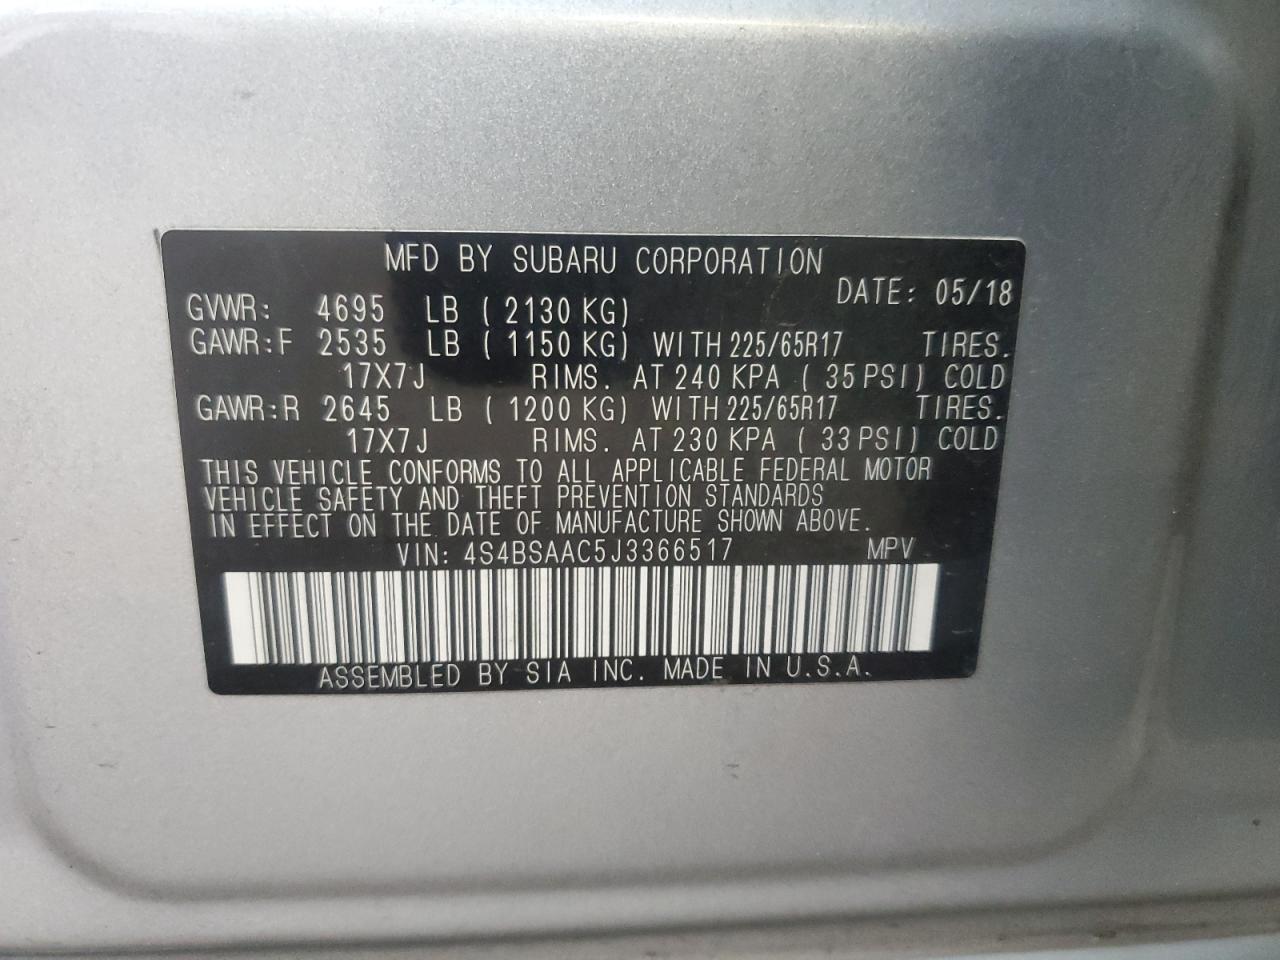 MFD BY SUBARU CORPORATION
DATE: 05/18
GVWR: 4695 LB ( 2130 KG)
GAWR:F 2535 LB ( 1150 KG) WITH 225/65R17 TIRES.
17X7J RIMS. AT 240 KPA ( 35 PSI) COLD
GAWR:R 2645 LB ( 1200 KG) WITH 225/65R17 TIRES.
17X7J RIMS. AT 230 KPA ( 33 PSI) COLD
THIS VEHICLE CONFORMS TO ALL APPLICABLE FEDERAL MOTOR
VEHICLE SAFETY AND THEFT PREVENTION STANDARDS
IN EFFECT ON THE DATE OF MANUFACTURE SHOWN ABOVE.
VIN: 4S4BSAAC5J3366517 MPV
ASSEMBLED BY SIA INC. MADE IN U.S.A.